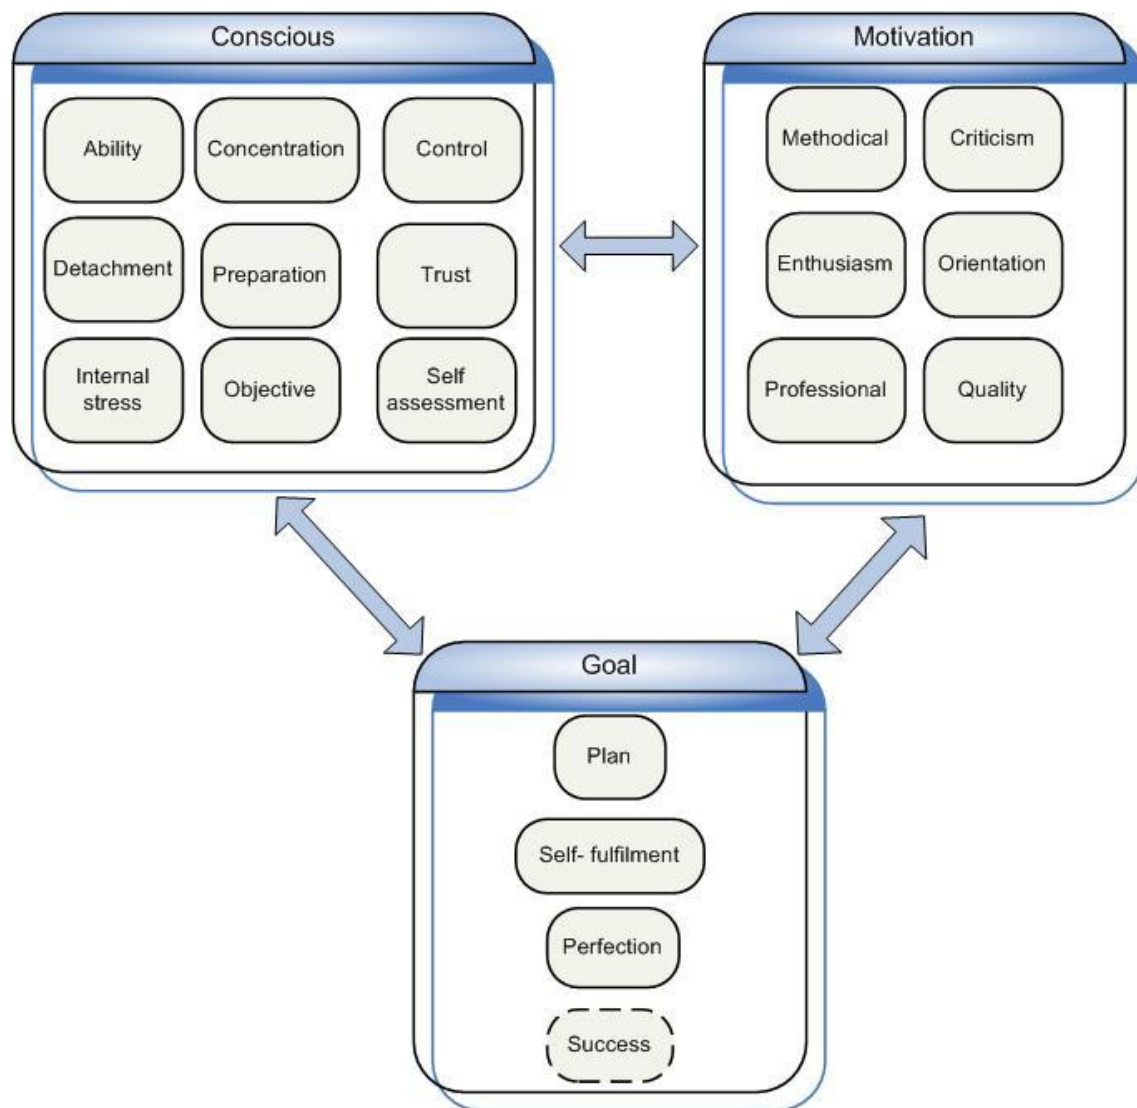 Conscious
Ability
Concentration
Control
Detachment
Preparation
Trust
Internal
stress
Objective
Self
assessment
Motivation
Methodical
Criticism
Enthusiasm
Orientation
Professional
Quality
Goal
Plan
Self- fulfilment
Perfection
Success